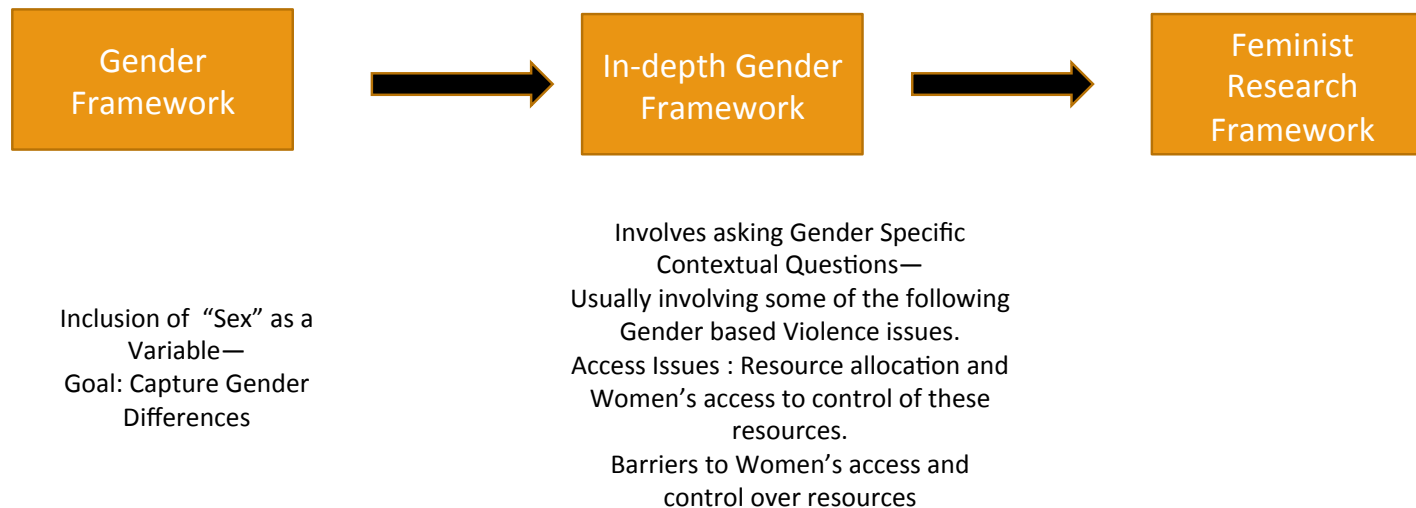 Gender
Framework
In-depth Gender
Framework
Feminist
Research
Framework
Inclusion of “Sex” as a
Variable—
Goal: Capture Gender
Differences
Involves asking Gender Specific
Contextual Questions—
Usually involving some of the following
Gender based Violence issues.
Access Issues : Resource allocation and
Women’s access to control of these
resources.
Barriers to Women’s access and
control over resources